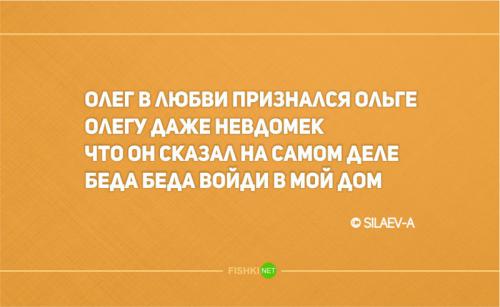 ОЛЕГ В ЛЮБВИ ПРИЗНАЛСЯ ОЛЬГЕ
ОЛЕГУ ДАЖЕ НЕВДОМЕК
ЧТО ОН СКАЗАЛ НА САМОМ ДЕЛЕ
БЕДА БЕДА ВОЙДИ В МОЙ ДОМ
© SILAEV-A
FISHKI NET